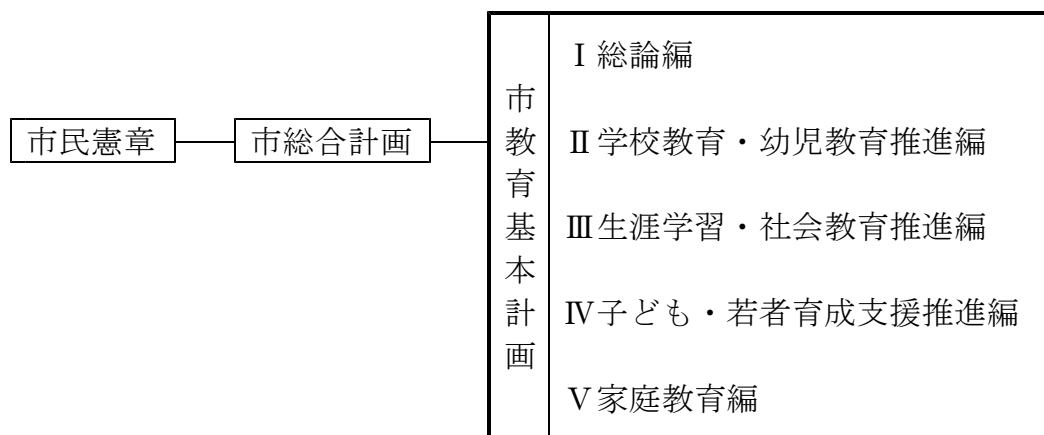 市民憲章
市総合計画
市教育基本計画
Ⅰ総論編
Ⅱ学校教育・幼児教育推進編
Ⅲ生涯学習・社会教育推進編
Ⅳ子ども・若者育成支援推進編
Ⅴ家庭教育編